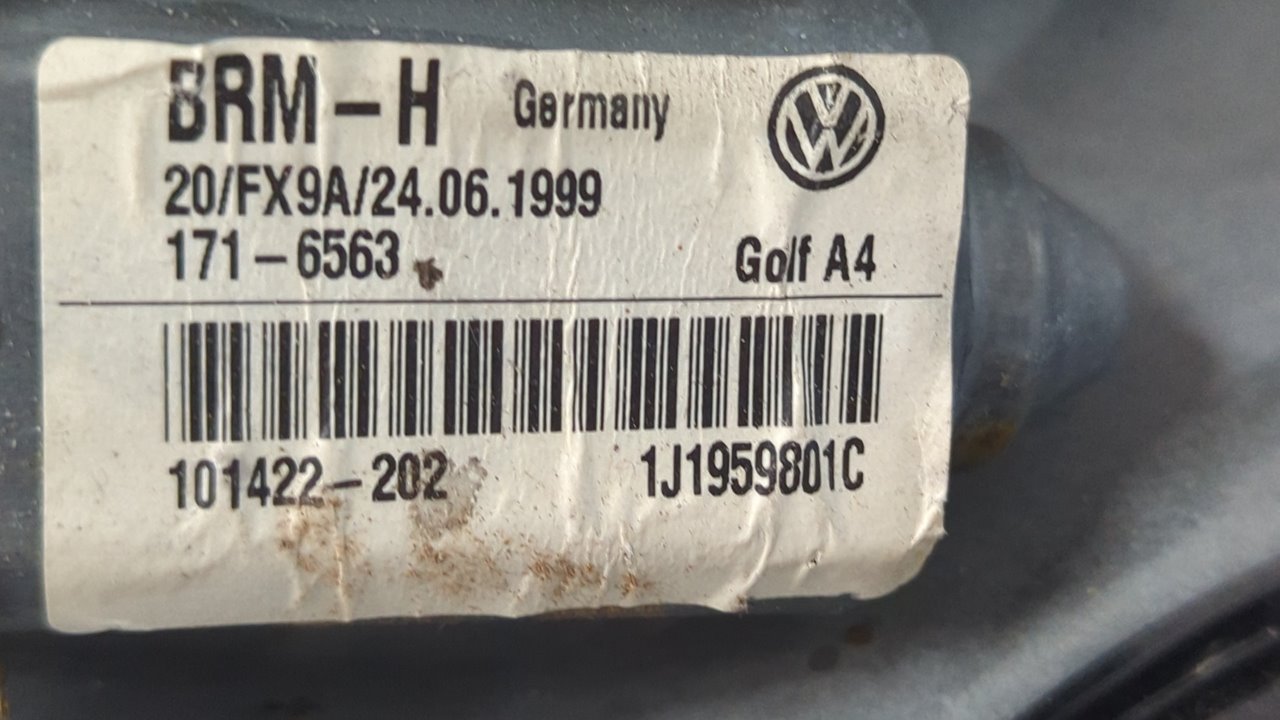 BRM-H Germany
20/FX9A/24.06.1999
171-6563 Golf A4
101422-202 1J1959801C